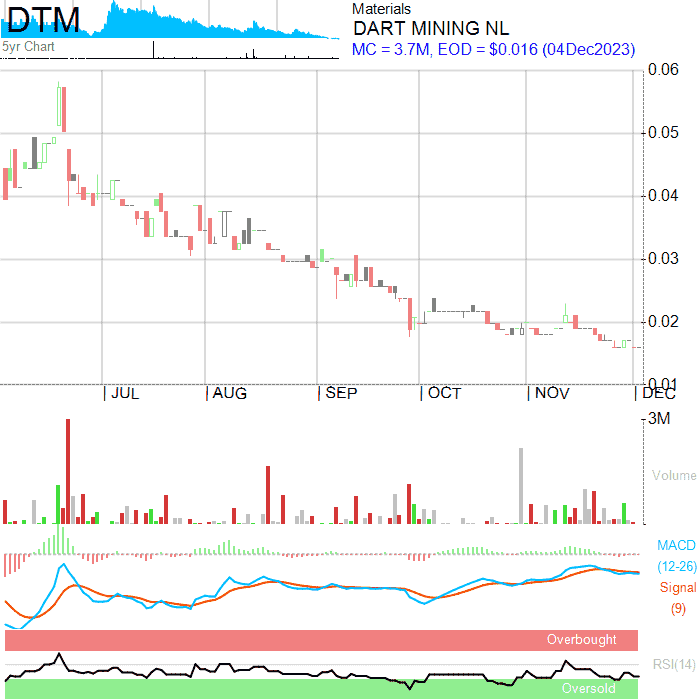 DTM
5yr Chart
Materials
DART MINING NL
MC = 3.7M, EOD = $0.016 (04Dec2023)
0.06
0.05
0.04
0.03
0.02
0.01
JUL
AUG
SEP
OCT
NOV
DEC
3M
Volume
MACD
(12-26)
Signal
(9)
Overbought
RSI(14)
Oversold